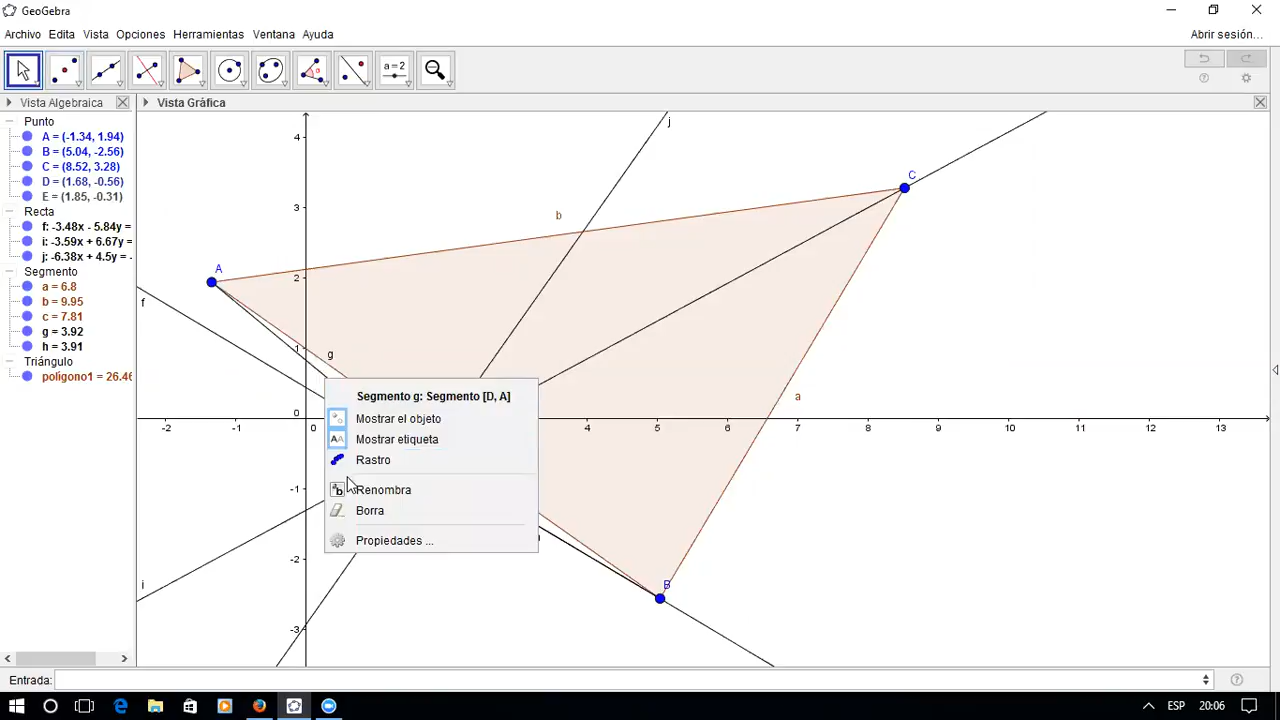 GeoGebra
Archivo Edita Vista Opciones Herramientas Ventana Ayuda
Abrir sesión...
a = 2
Vista Algebraica
Vista Gráfica
Punto
A = (-1.34, 1.94)
B = (5.04, -2.56)
C = (8.52, 3.28)
D = (1.68, -0.56)
E = (1.85, -0.31)
Recta
f: -3.48x - 5.84y =
i: -3.59x + 6.67y =
j: -6.38x + 4.5y = -
Segmento
a = 6.8
b = 9.95
c = 7.81
g = 3.92
h = 3.91
Triángulo
polígono1 = 26.46
j
4
C
b
3
A
2
f
1
g
Segmento g: Segmento [D, A]
Mostrar el objeto
Mostrar etiqueta
Rastro
Renombra
Borra
Propiedades ...
a
0
-2 -1 0 4 5 6 7 8 9 10 11 12 13
-1
-2
i
B
-3
Entrada:
ESP 20:06